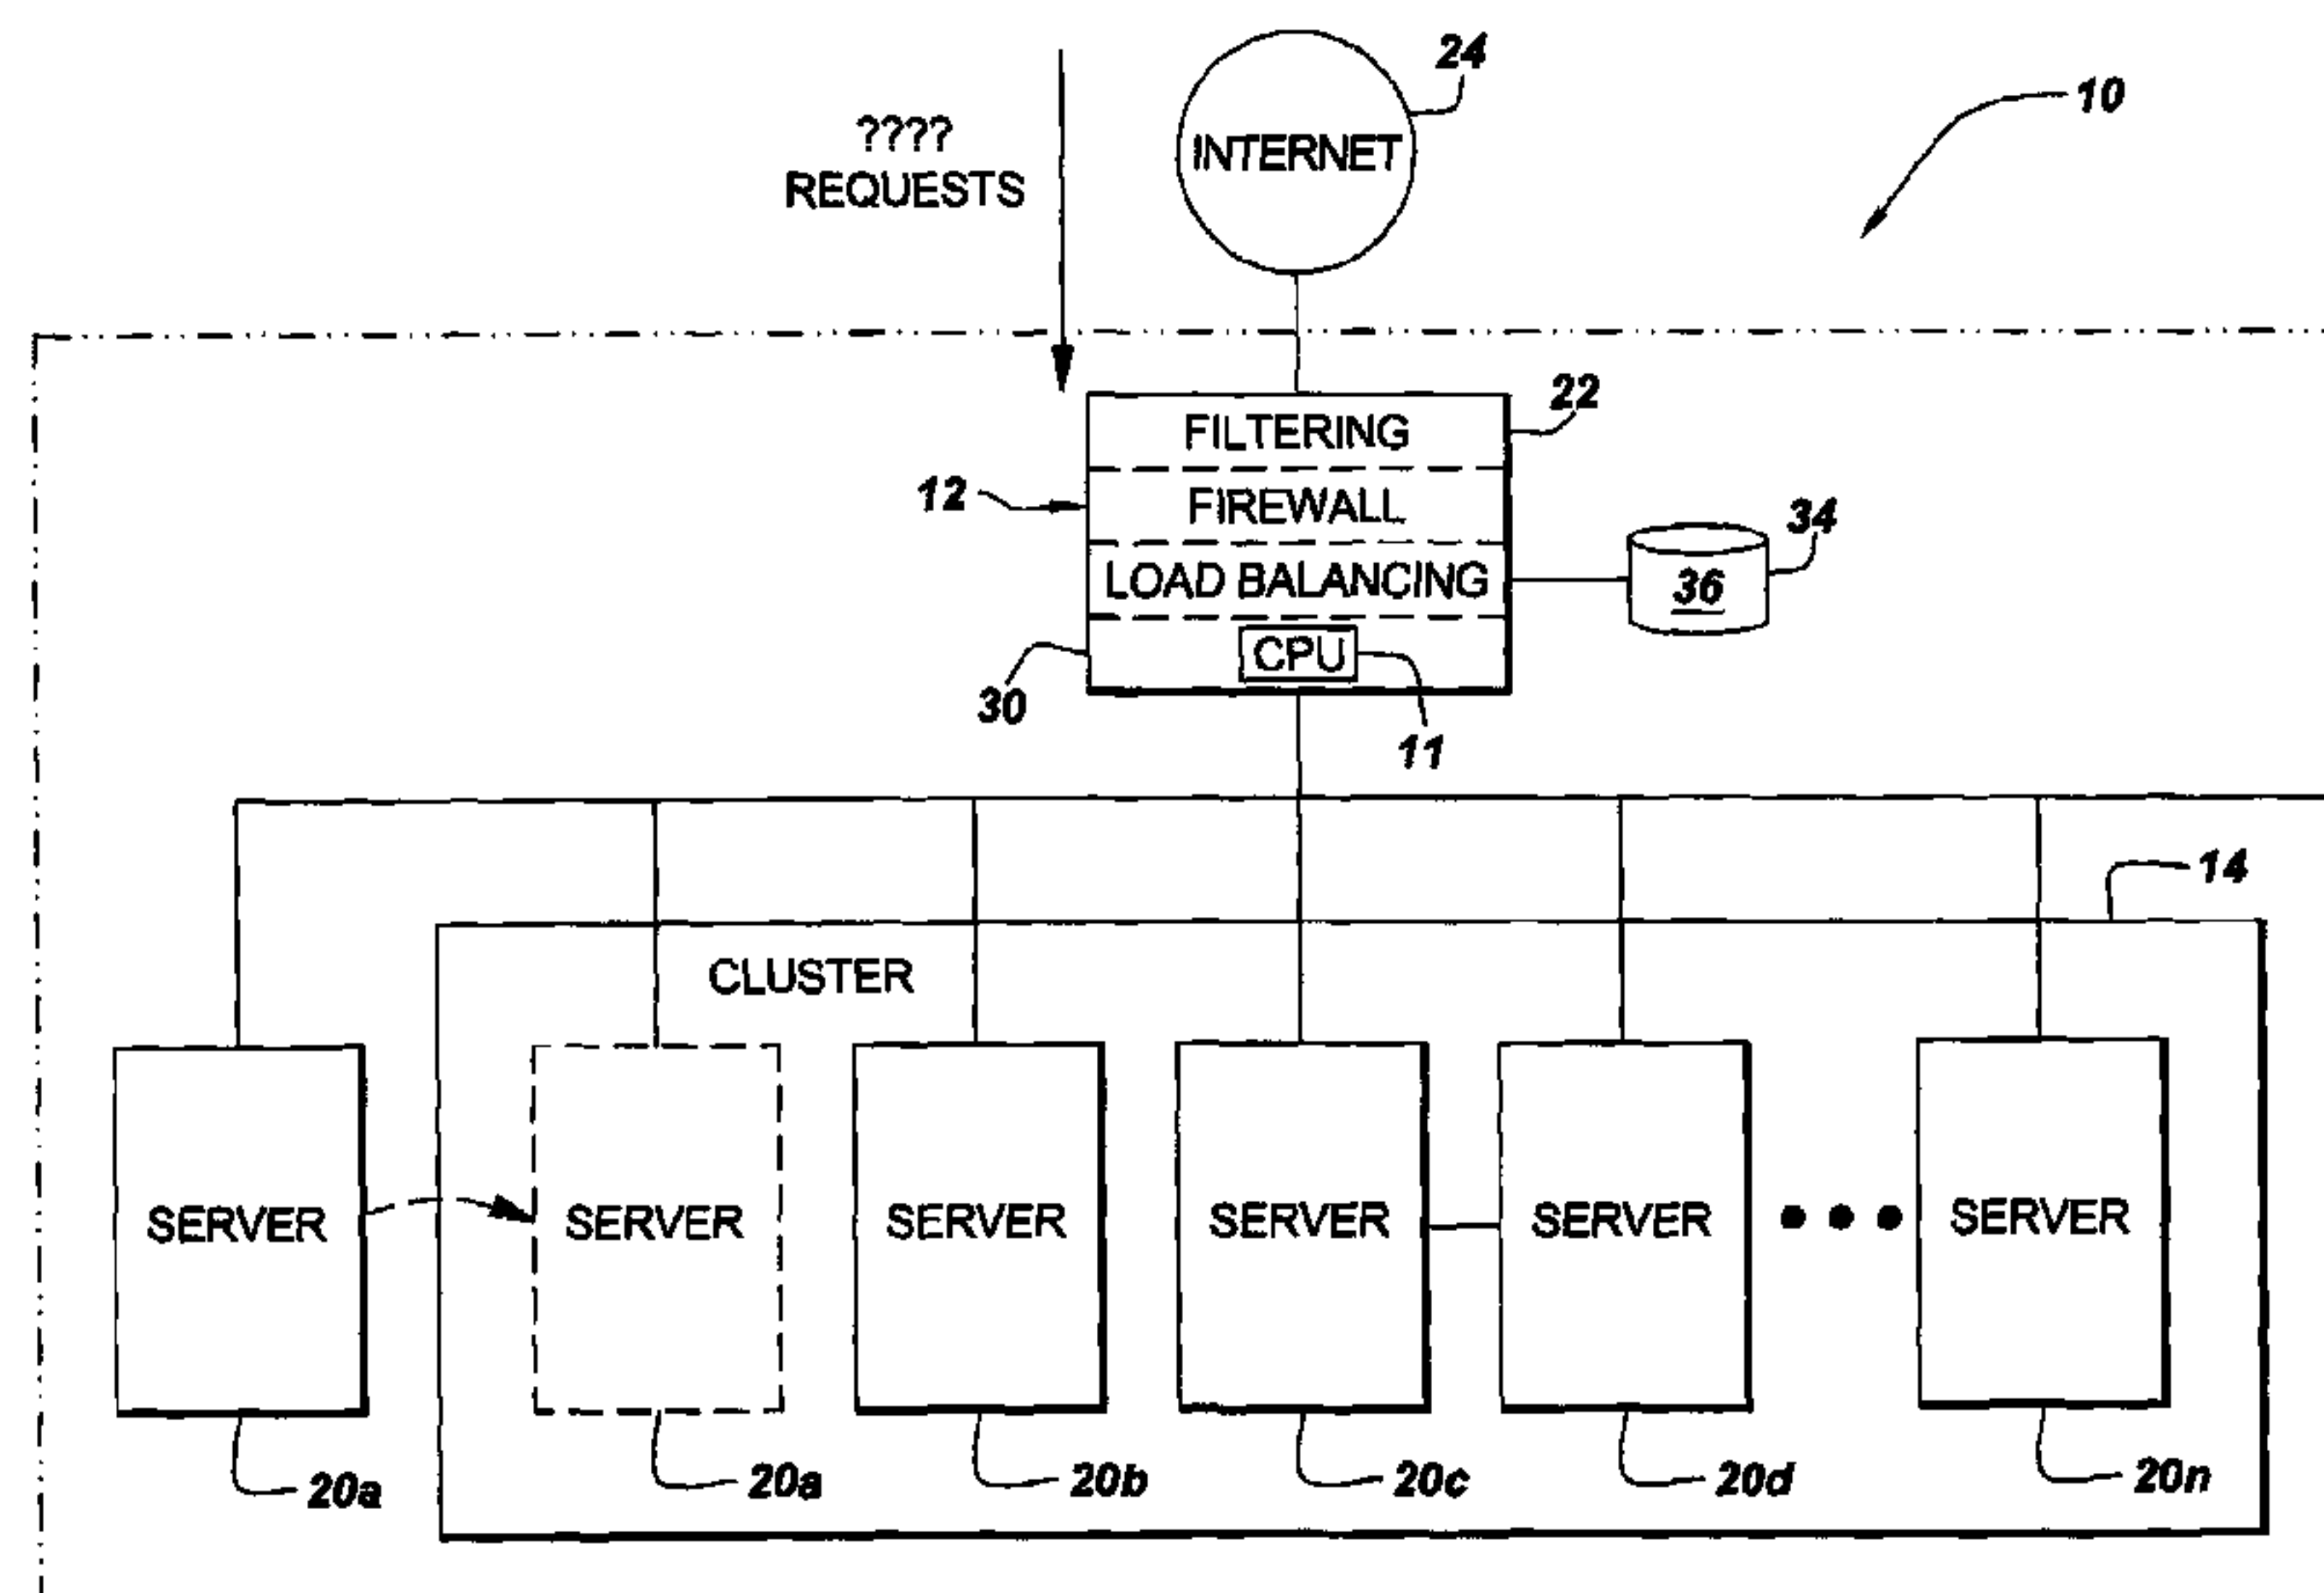 24
10
????
REQUESTS
INTERNET
22
FILTERING
12
FIREWALL
34
LOAD BALANCING
36
CPU
30
11
14
CLUSTER
SERVER
SERVER
SERVER
SERVER
SERVER
SERVER
20a
20a
20b
20c
20d
20n